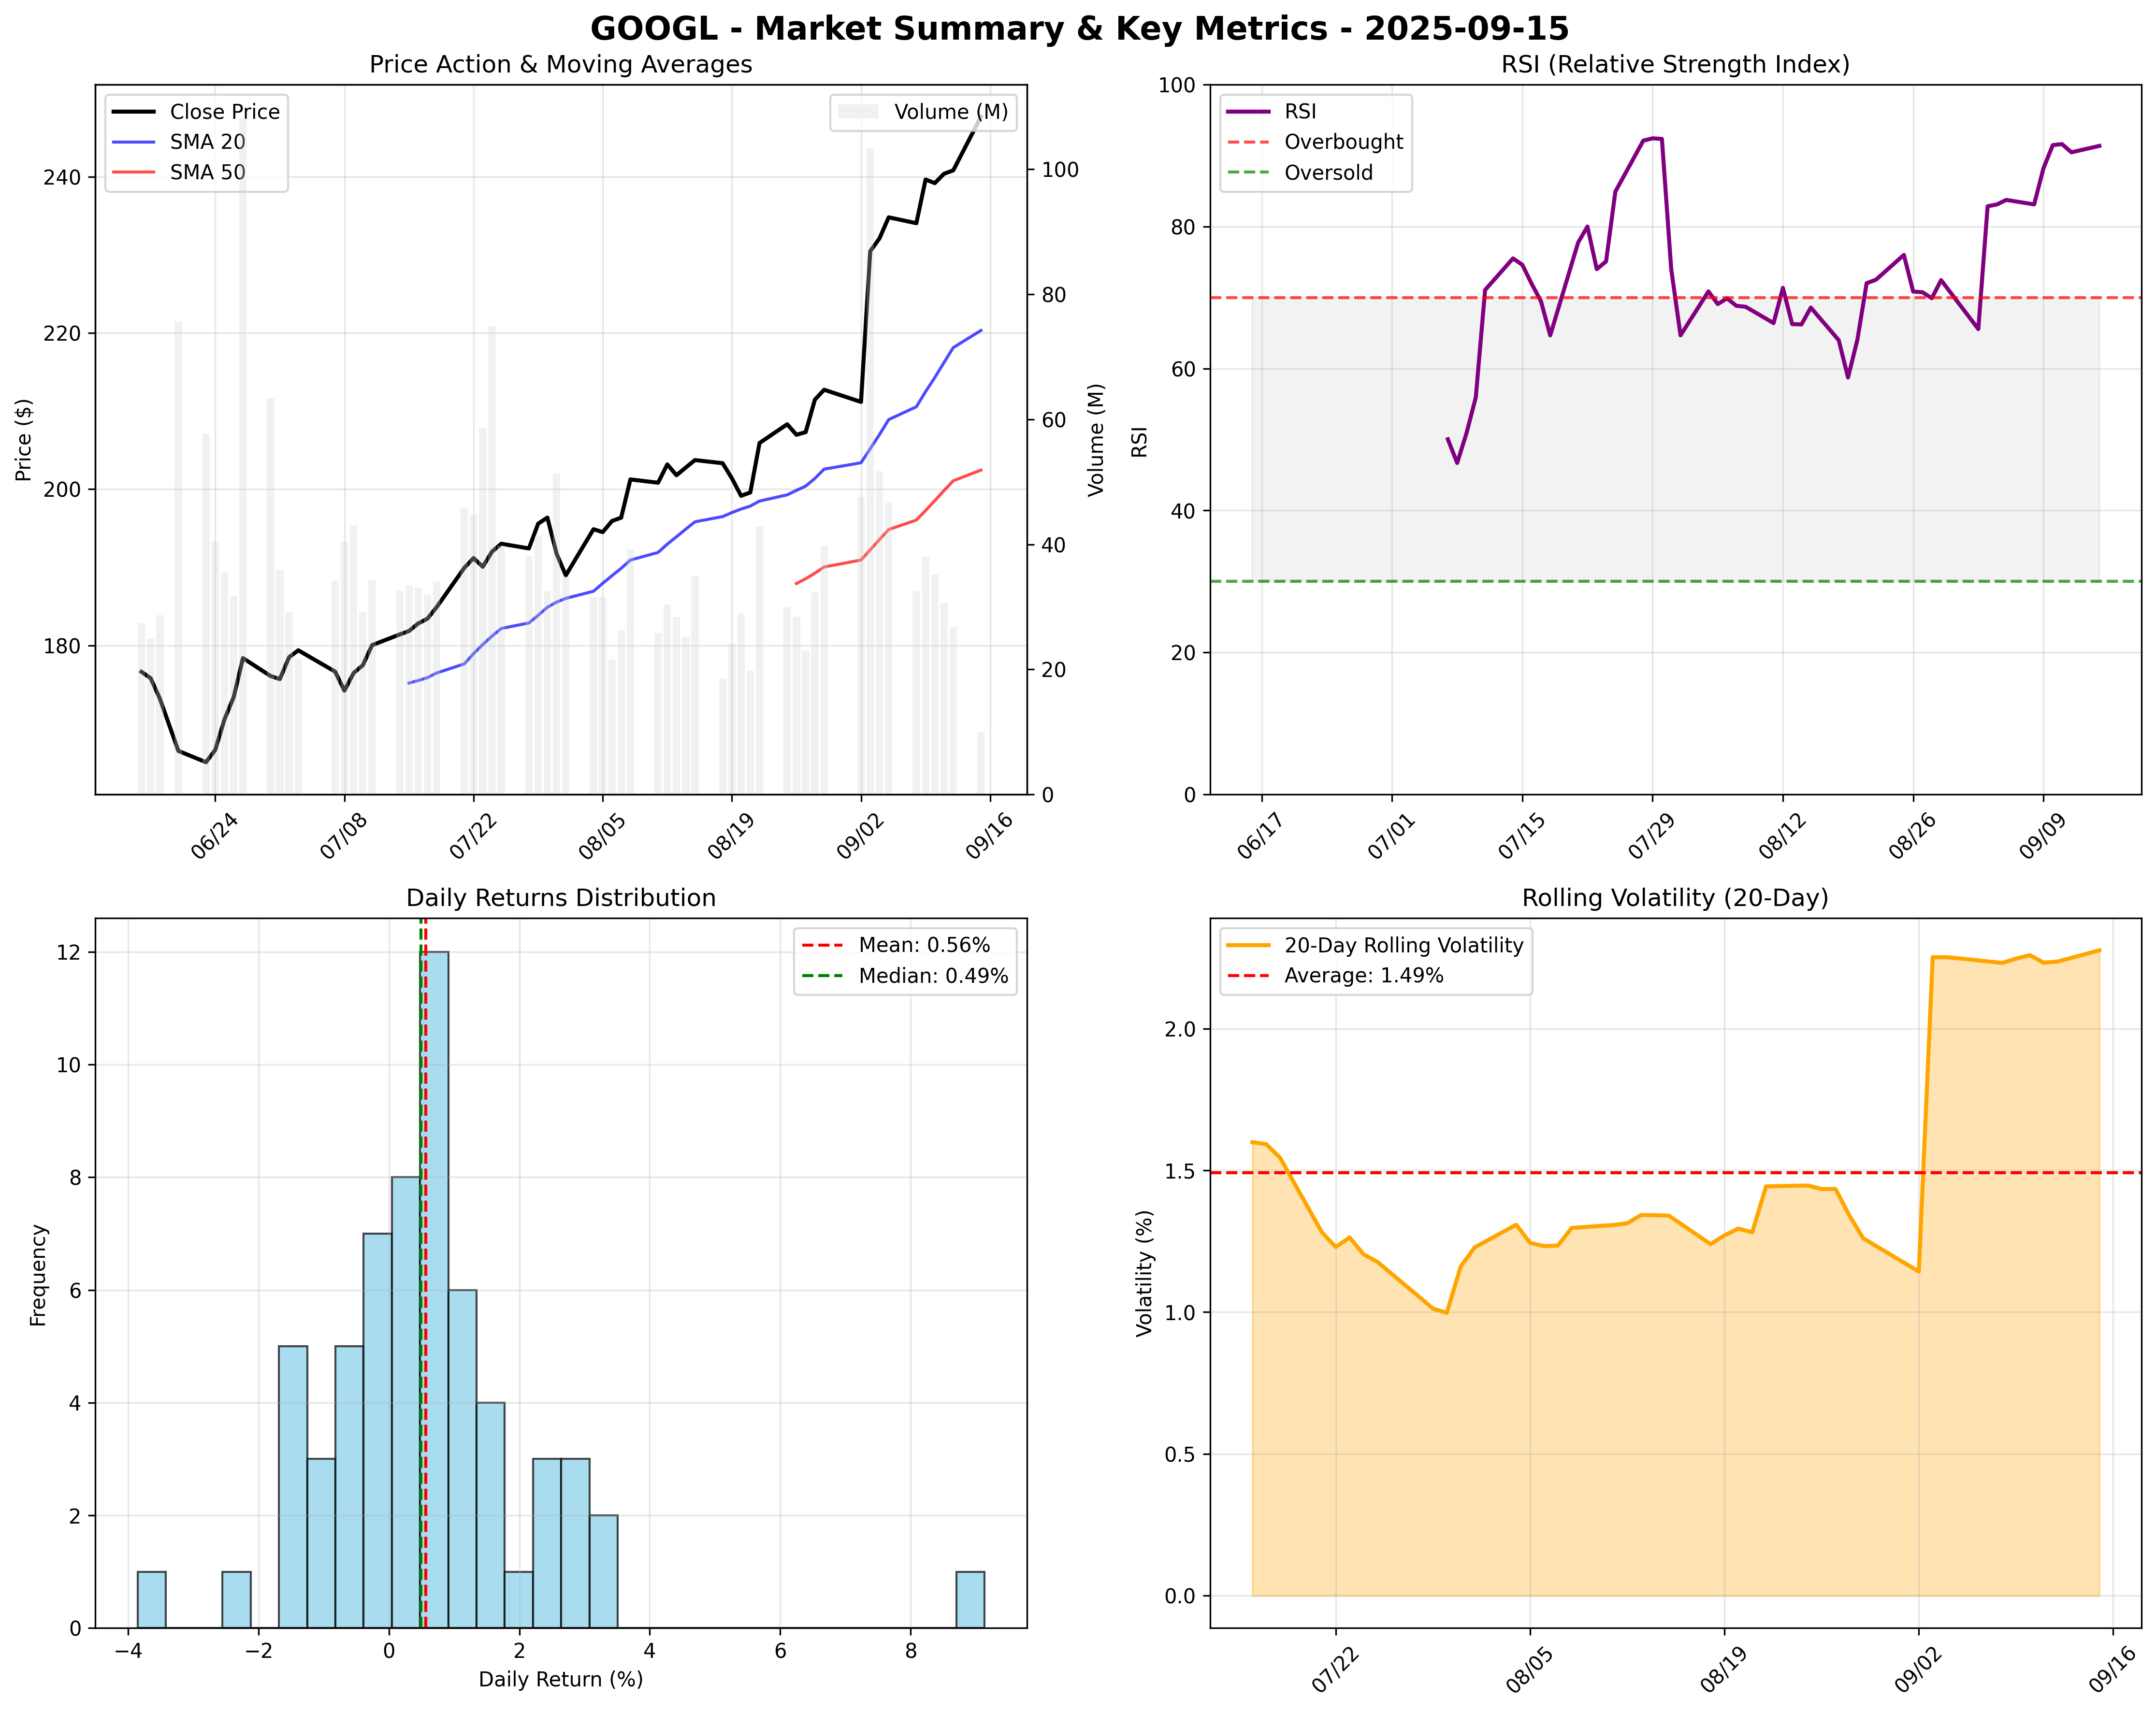 GOOGL - Market Summary & Key Metrics - 2025-09-15
Price Action & Moving Averages
Close Price
SMA 20
SMA 50
Volume (M)
240
220
200
180
Price ($)
100
80
60
40
20
0
Volume (M)
06/24
07/08
07/22
08/05
08/19
09/02
09/16
RSI (Relative Strength Index)
RSI
Overbought
Oversold
100
80
60
40
20
0
RSI
06/17
07/01
07/15
07/29
08/12
08/26
09/09
Daily Returns Distribution
Mean: 0.56%
Median: 0.49%
12
10
8
6
4
2
0
Frequency
−4
−2
0
2
4
6
8
Daily Return (%)
Rolling Volatility (20-Day)
20-Day Rolling Volatility
Average: 1.49%
2.0
1.5
1.0
0.5
0.0
Volatility (%)
07/22
08/05
08/19
09/02
09/16